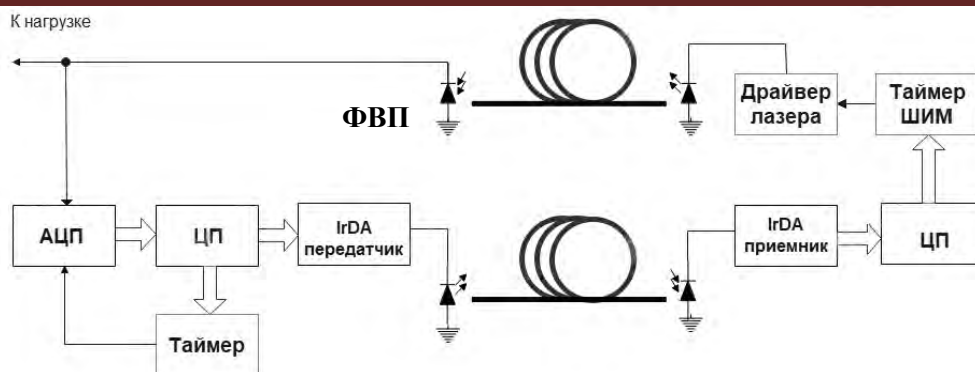 К нагрузке
ФВП
Драйвер
лазера
Таймер
ШИМ
АЦП
ЦП
IrDA
передатчик
IrDA
приемник
ЦП
Таймер